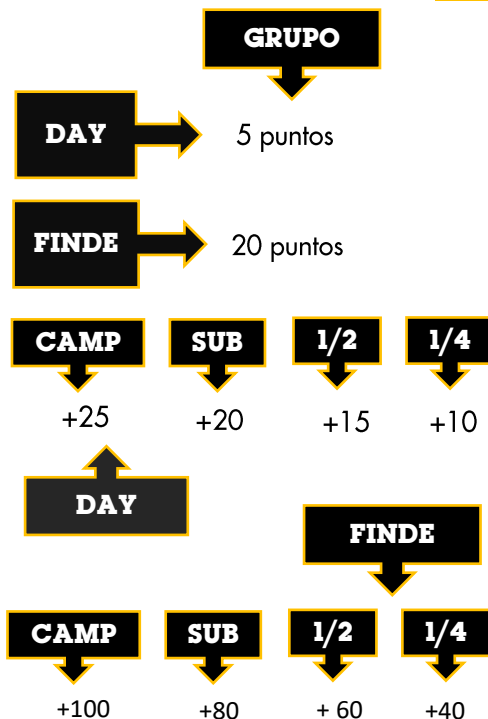 GRUPO
DAY 5 puntos
FINDE 20 puntos
CAMP SUB 1/2 1/4
+25 +20 +15 +10
DAY
FINDE
CAMP SUB 1/2 1/4
+100 +80 + 60 +40